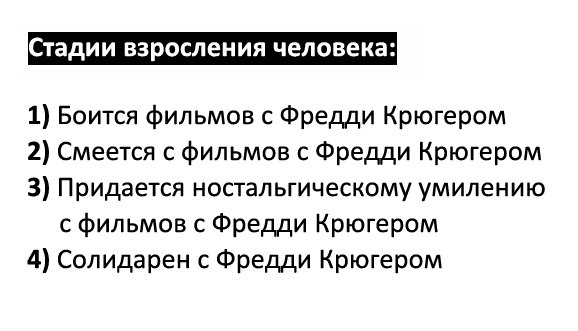 Стадии взросления человека:
1) Боится фильмов с Фредди Крюгером
2) Смеется с фильмов с Фредди Крюгером
3) Придается ностальгическому умилению
с фильмов с Фредди Крюгером
4) Солидарен с Фредди Крюгером